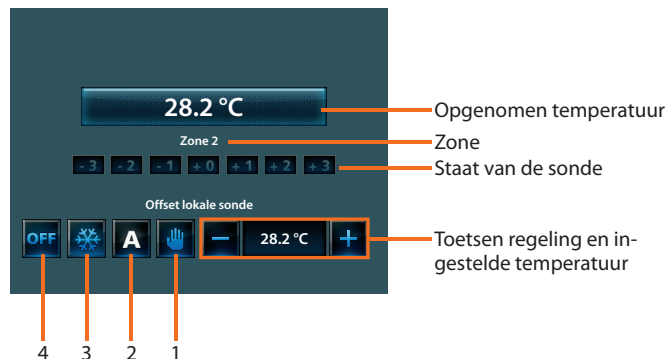 28.2 °C
Opgenomen temperatuur
Zone 2
Zone
- 3 - 2 - 1 + 0 + 1 + 2 + 3
Staat van de sonde
Offset lokale sonde
OFF A − 28.2 °C +
Toetsen regeling en in-
gestelde temperatuur
4 3 2 1